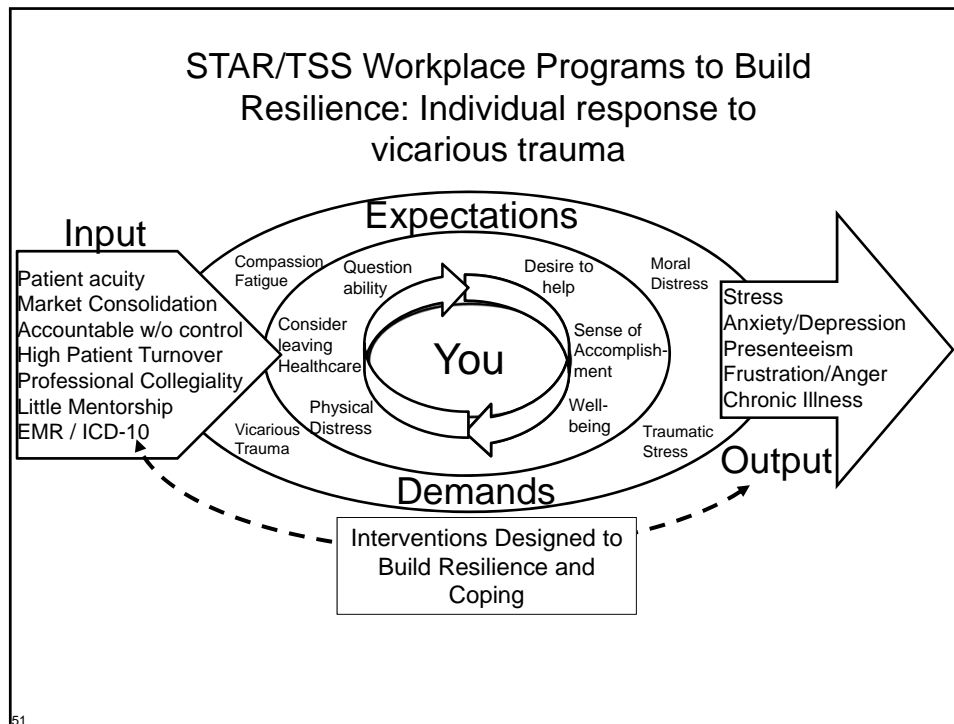 STAR/TSS Workplace Programs to Build
Resilience: Individual response to
vicarious trauma
Expectations
Input
Patient acuity
Market Consolidation
Accountable w/o control
High Patient Turnover
Professional Collegiality
Little Mentorship
EMR / ICD-10
Compassion
Fatigue
Vicarious
Trauma
Question
ability
Consider
leaving
Healthcare
Physical
Distress
You
Desire to
help
Sense of
Accomplish-
ment
Well-
being
Moral
Distress
Traumatic
Stress
Demands
Stress
Anxiety/Depression
Presenteeism
Frustration/Anger
Chronic Illness
Output
Interventions Designed to
Build Resilience and
Coping
51